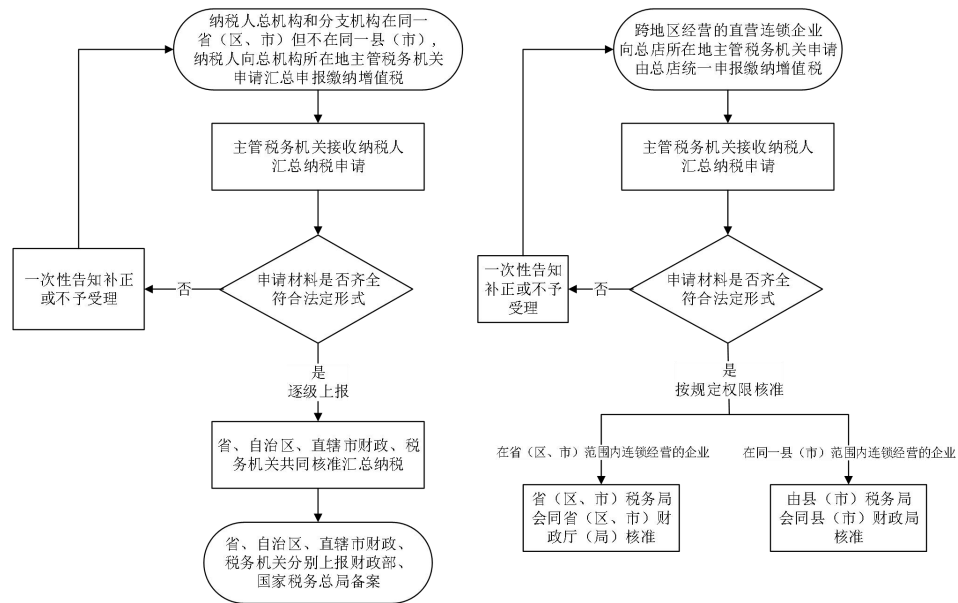 纳税人总机构和分支机构在同一
省（区、市）但不在同一县（市），
纳税人向总机构所在地主管税务机关
申请汇总申报缴纳增值税
主管税务机关接收纳税人
汇总纳税申请
申请材料是否齐全
符合法定形式
否
一次性告知补正
或不予受理
是
逐级上报
省、自治区、直辖市财政、税
务机关共同核准汇总纳税
省、自治区、直辖市财政、
税务机关分别上报财政部、
国家税务总局备案
跨地区经营的直营连锁企业
向总店所在地主管税务机关申请
由总店统一申报缴纳增值税
主管税务机关接收纳税人
汇总纳税申请
申请材料是否齐全
符合法定形式
否
一次性告知
补正或不予
受理
是
按规定权限核准
在省（区、市）范围内连锁经营的企业
在同一县（市）范围内连锁经营的企业
省（区、市）税务局
会同省（区、市）财
政厅（局）核准
由县（市）税务局
会同县（市）财政局
核准